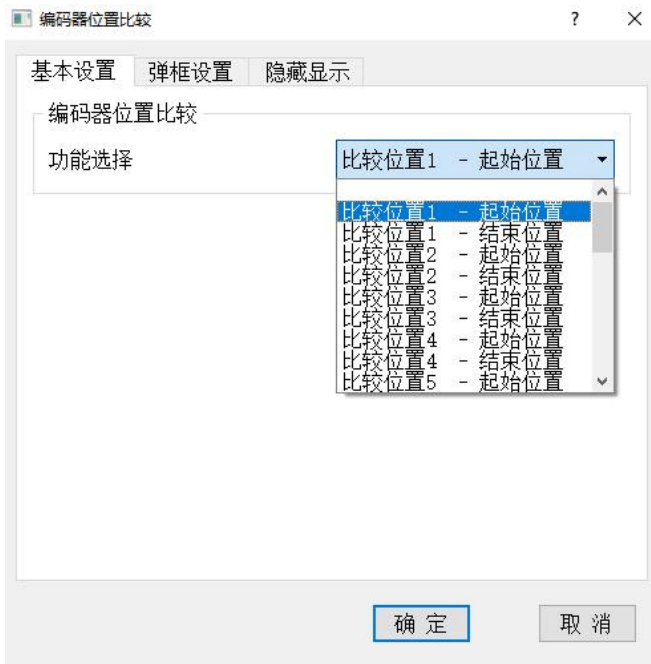 编码器位置比较
?
×
基本设置 弹框设置 隐藏显示
编码器位置比较
功能选择 比较位置1 - 起始位置
比较位置1 - 起始位置
比较位置1 - 结束位置
比较位置2 - 起始位置
比较位置2 - 结束位置
比较位置3 - 起始位置
比较位置3 - 结束位置
比较位置4 - 起始位置
比较位置4 - 结束位置
比较位置5 - 起始位置
确 定 取 消